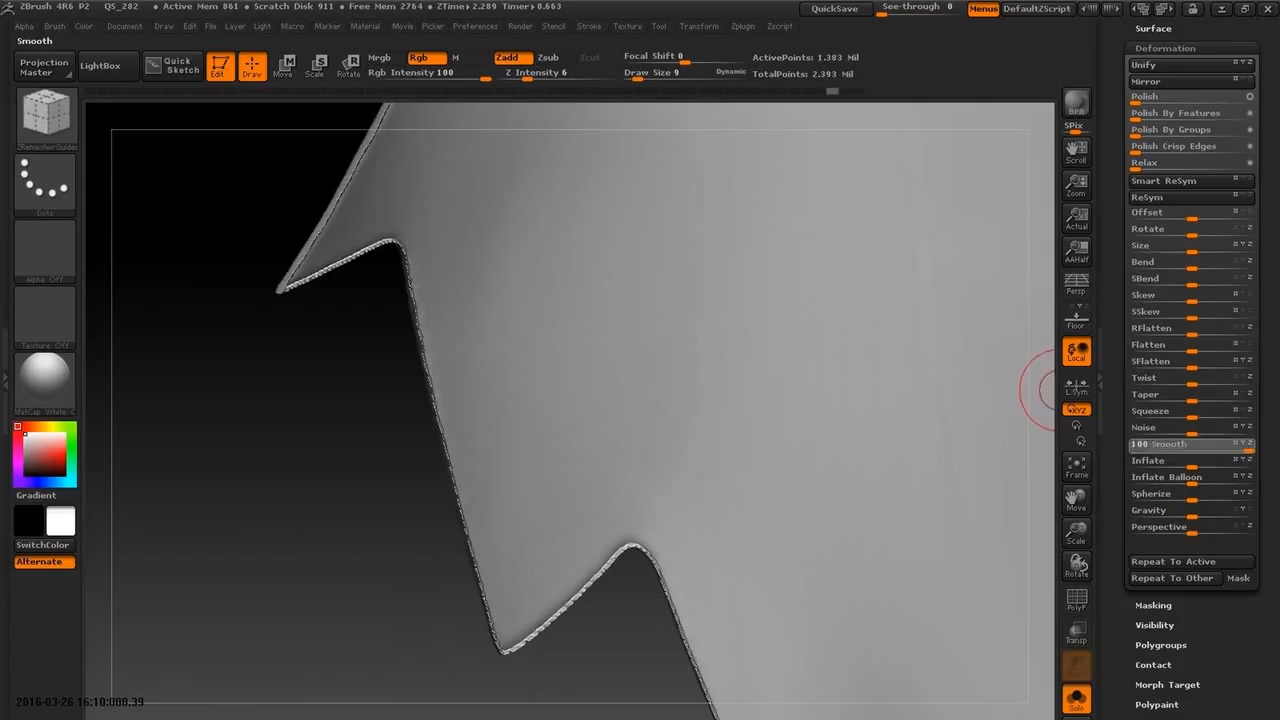 ZBrush 4R6 P2 QS_282 • Active Mem 861 • Scratch Disk 911 • Free Mem 2764 • ZTime▸2.289 Timer▸0.663
QuickSave See-through 0 Menus DefaultZScript
Alpha Brush Color Document Draw Edit File Layer Light Macro Marker Material Movie Picker Preferences Render Stencil Stroke Texture Tool Transform Zplugin Zscript
Smooth
Projection Master
LightBox
Quick Sketch
Edit
Draw
Move
Scale
Rotate
Mrgb Rgb M
Rgb Intensity 100
Zadd Zsub Zcut
Z Intensity 6
Focal Shift 0
Draw Size 9 Dynamic
ActivePoints: 1.383 Mil
TotalPoints: 2.393 Mil
ZRemesherGuides
Dots
Alpha Off
Texture Off
MatCap White C
Gradient
SwitchColor
Alternate
2016-03-26 16:10:000.39
BPR
SPix
Scroll
Zoom
Actual
AAHalf
Persp
Floor
Local
L.Sym
XYZ
Frame
Move
Scale
Rotate
PolyF
Transp
Solo
Surface
Deformation
Unify
Mirror
Polish
Polish By Features
Polish By Groups
Polish Crisp Edges
Relax
Smart ReSym
ReSym
Offset
Rotate
Size
Bend
SBend
Skew
SSkew
RFlatten
Flatten
SFlatten
Twist
Taper
Squeeze
Noise
100 Smooth
Inflate
Inflate Balloon
Spherize
Gravity
Perspective
Repeat To Active
Repeat To Other Mask
Masking
Visibility
Polygroups
Contact
Morph Target
Polypaint